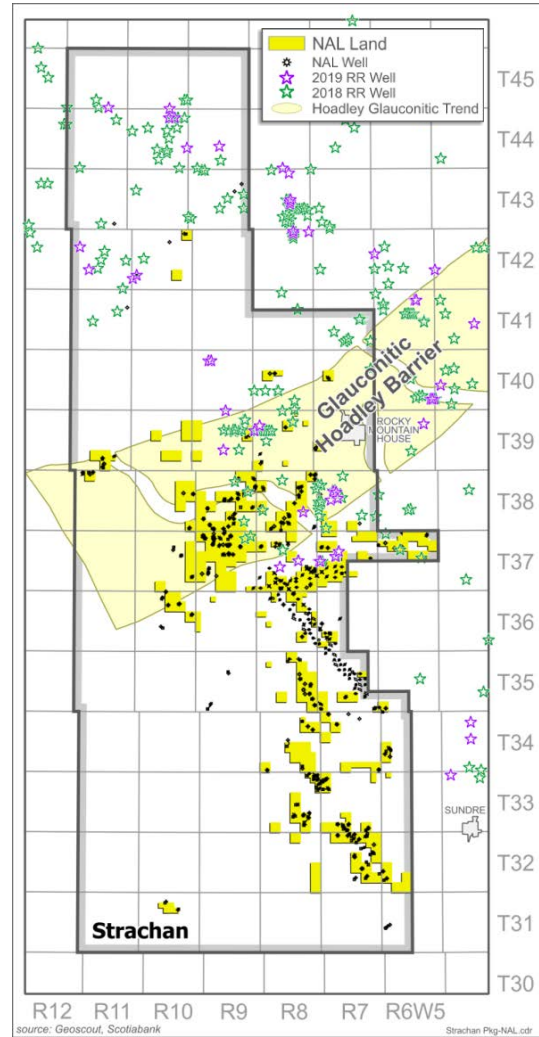 NAL Land
NAL Well
2019 RR Well
2018 RR Well
Hoadley Glauconitic Trend
T45
T44
T43
T42
T41
T40
Glauconitic
Hoadley Barrier
ROCKY
MOUNTAIN
HOUSE
T39
T38
T37
T36
T35
T34
T33
SUNDRE
T32
T31
Strachan
T30
R12 R11 R10 R9 R8 R7 R6W5
source: Geoscout, Scotiabank
Strachan Pkg-NAL.cdr